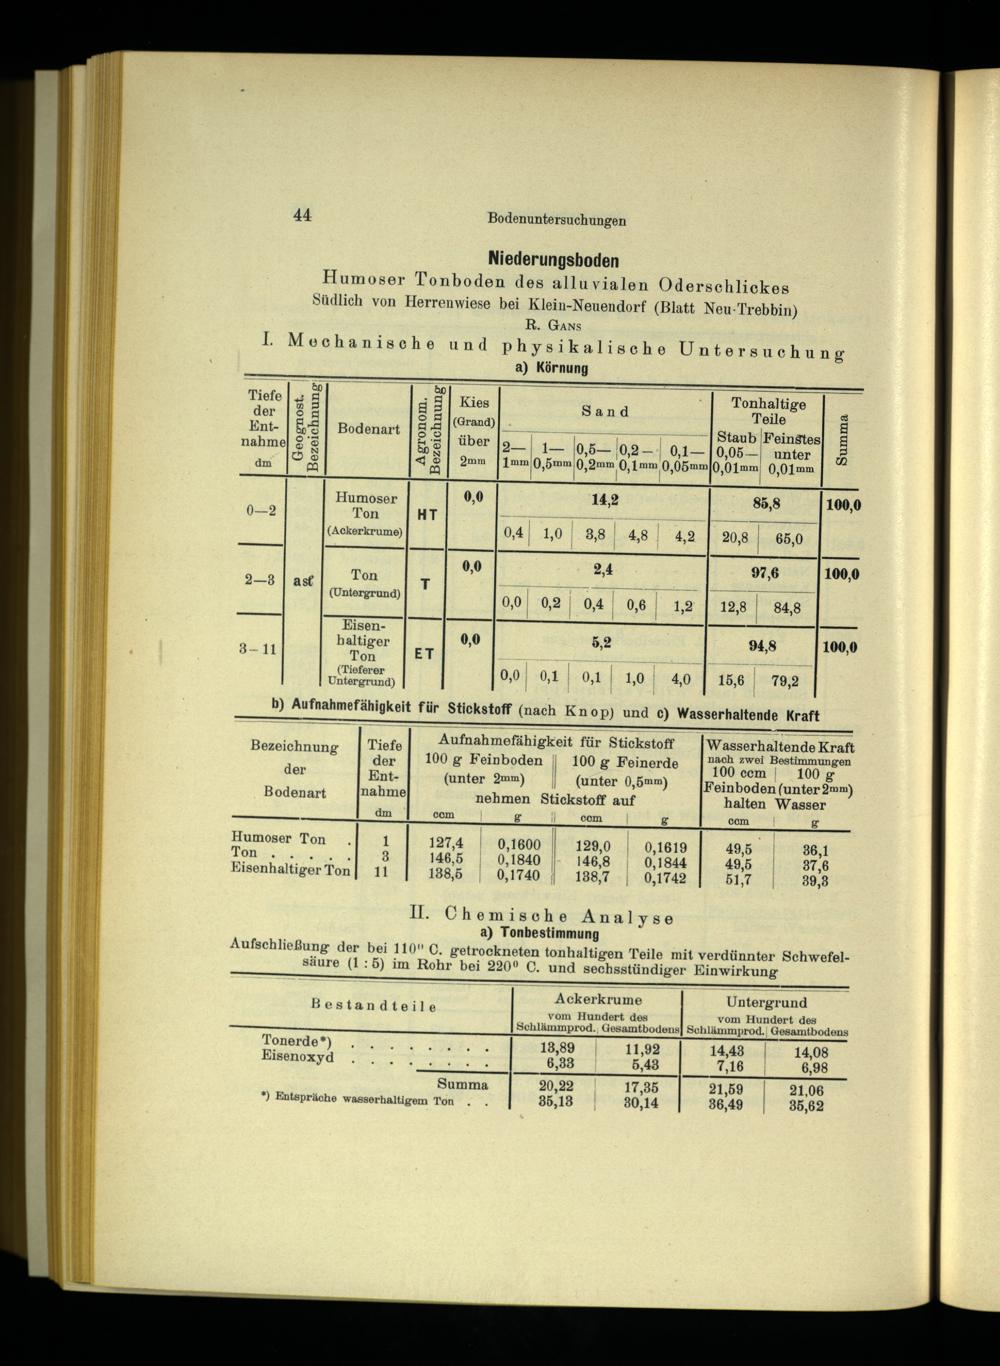 44
Bodenuntersuchungen
Niederungsboden
Humoser Tonboden des alluvialen Oderschlickes
Südlich von Herrenwiese bei Klein-Neuendorf (Blatt Neu-Trebbin)
R. Gans
I. Mechanische und physikalische Untersuchung
a) Körnung
Tiefe der Entnahme dm | Geognost. Bezeichnung | Bodenart | Agronom. Bezeichnung | Kies (Grand) über 2mm | Sand | Tonhaltige Teile | Summa
2—1mm | 1—0,5mm | 0,5—0,2mm | 0,2—0,1mm | 0,1—0,05mm | Staub 0,05—0,01mm | Feinstes unter 0,01mm
0—2 | Humoser Ton (Ackerkrume) | HT | 0,0 | 14,2 | 85,8 | 100,0
0,4 | 1,0 | 3,8 | 4,8 | 4,2 | 20,8 | 65,0
2—3 | asf | Ton (Untergrund) | T | 0,0 | 2,4 | 97,6 | 100,0
0,0 | 0,2 | 0,4 | 0,6 | 1,2 | 12,8 | 84,8
3-11 | Eisenhaltiger Ton (Tieferer Untergrund) | ET | 0,0 | 5,2 | 94,8 | 100,0
0,0 | 0,1 | 0,1 | 1,0 | 4,0 | 15,6 | 79,2
b) Aufnahmefähigkeit für Stickstoff (nach Knop) und c) Wasserhaltende Kraft
Bezeichnung der Bodenart | Tiefe der Entnahme dm | Aufnahmefähigkeit für Stickstoff | Wasserhaltende Kraft
100 g Feinboden (unter 2mm) | 100 g Feinerde (unter 0,5mm) | nach zwei Bestimmungen
nehmen Stickstoff auf | 100 ccm | 100 g Feinboden (unter 2mm) halten Wasser
ccm | g | ccm | g | ccm | g
Humoser Ton . | 1 | 127,4 | 0,1600 | 129,0 | 0,1619 | 49,5 | 36,1
Ton . . . . . | 3 | 146,5 | 0,1840 | 146,8 | 0,1844 | 49,5 | 37,6
Eisenhaltiger Ton | 11 | 138,5 | 0,1740 | 138,7 | 0,1742 | 51,7 | 39,3
II. Chemische Analyse
a) Tonbestimmung
Aufschließung der bei 110° C. getrockneten tonhaltigen Teile mit verdünnter Schwefel-
säure (1 : 5) im Rohr bei 220° C. und sechsstündiger Einwirkung
Bestandteile | Ackerkrume | Untergrund
vom Hundert des | vom Hundert des
Schlämmprod. | Gesamtbodens | Schlämmprod. | Gesamtbodens
Tonerde*) . . . . . . . . | 13,89 | 11,92 | 14,43 | 14,08
Eisenoxyd . . . . . . . . | 6,33 | 5,43 | 7,16 | 6,98
Summa | 20,22 | 17,35 | 21,59 | 21,06
*) Entspräche wasserhaltigem Ton . . | 35,13 | 30,14 | 36,49 | 35,62